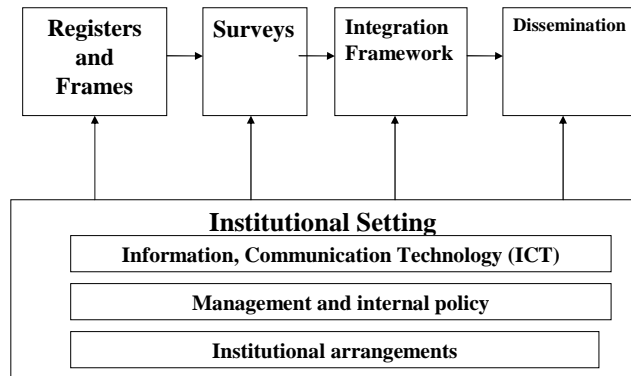 Registers
and
Frames
Surveys
Integration
Framework
Dissemination
Institutional Setting
Information, Communication Technology (ICT)
Management and internal policy
Institutional arrangements